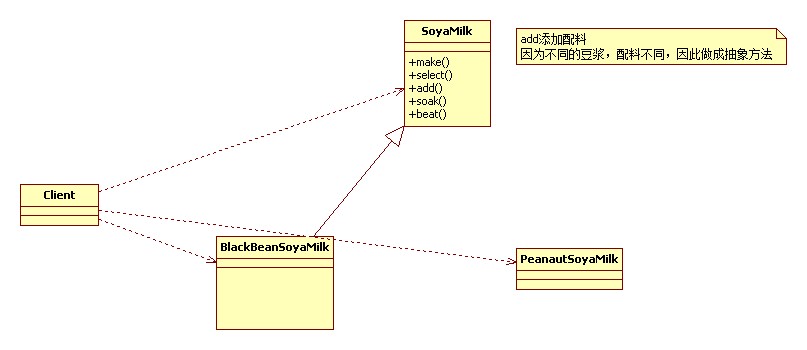 SoyaMilk
+make()
+select()
+add()
+soak()
+beat()
add添加配料
因为不同的豆浆，配料不同，因此做成抽象方法
Client
BlackBeanSoyaMilk
PeanautSoyaMilk